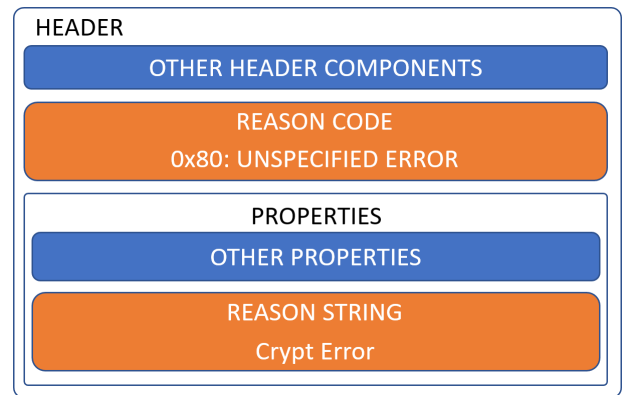 HEADER
OTHER HEADER COMPONENTS
REASON CODE
0x80: UNSPECIFIED ERROR
PROPERTIES
OTHER PROPERTIES
REASON STRING
Crypt Error